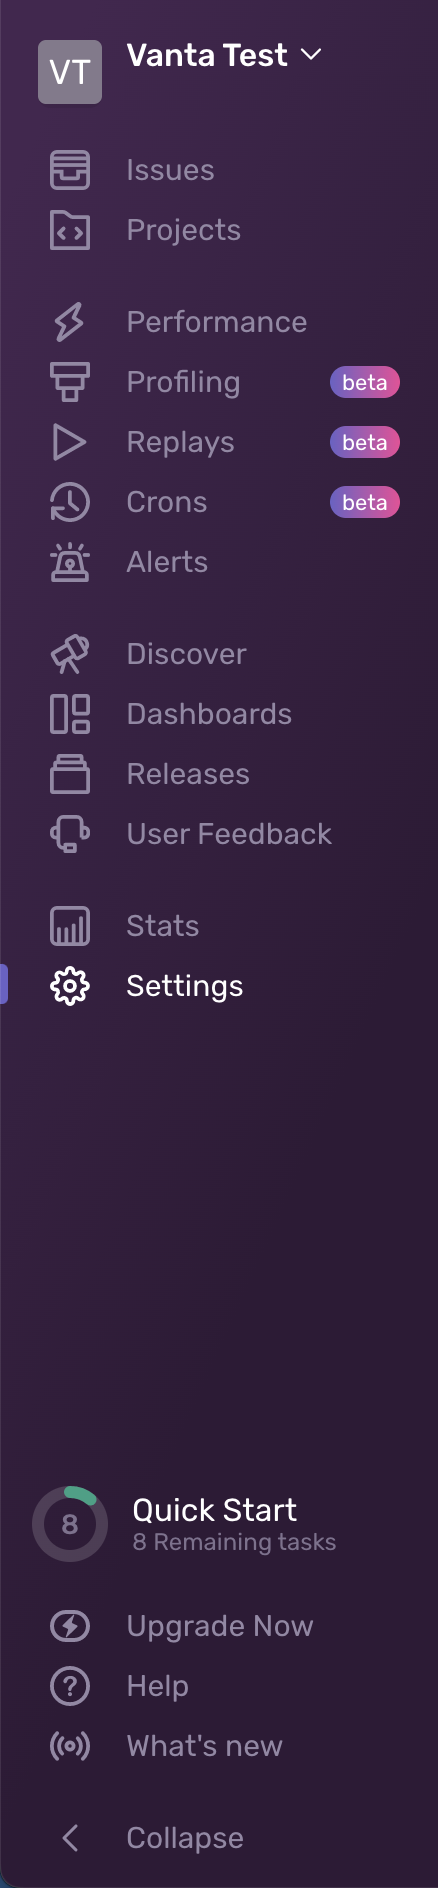 VT
Vanta Test
Issues
Projects
Performance
Profiling beta
Replays beta
Crons beta
Alerts
Discover
Dashboards
Releases
User Feedback
Stats
Settings
8
Quick Start
8 Remaining tasks
Upgrade Now
Help
What's new
Collapse